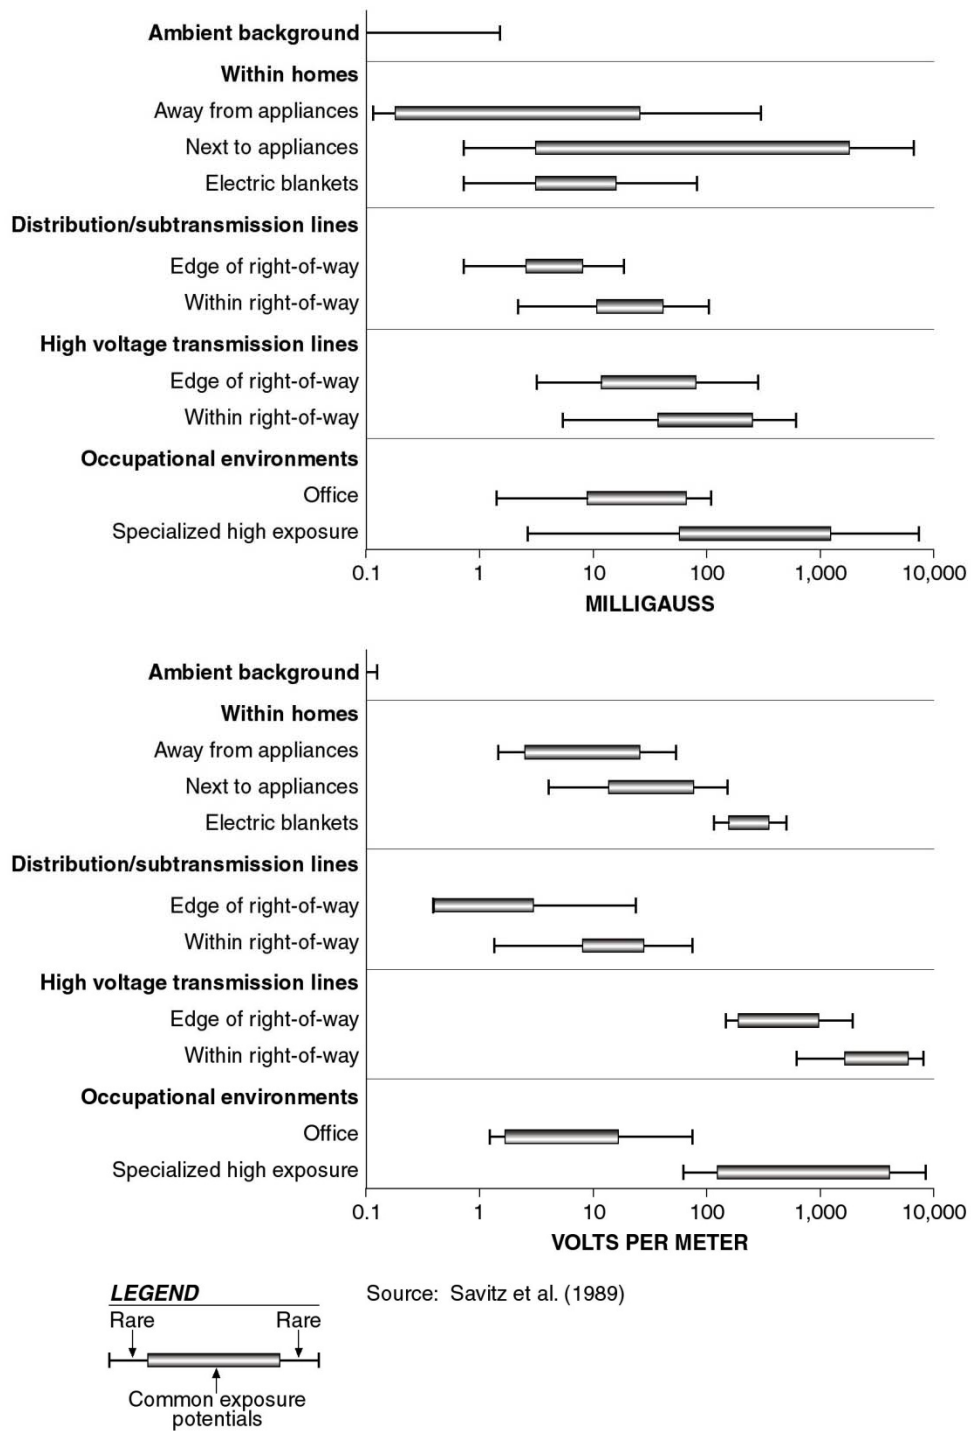 Ambient background
Within homes
Away from appliances
Next to appliances
Electric blankets
Distribution/subtransmission lines
Edge of right-of-way
Within right-of-way
High voltage transmission lines
Edge of right-of-way
Within right-of-way
Occupational environments
Office
Specialized high exposure
0.1 1 10 100 1,000 10,000
MILLIGAUSS
Ambient background
Within homes
Away from appliances
Next to appliances
Electric blankets
Distribution/subtransmission lines
Edge of right-of-way
Within right-of-way
High voltage transmission lines
Edge of right-of-way
Within right-of-way
Occupational environments
Office
Specialized high exposure
0.1 1 10 100 1,000 10,000
VOLTS PER METER
LEGEND
Source: Savitz et al. (1989)
Rare Rare
Common exposure
potentials